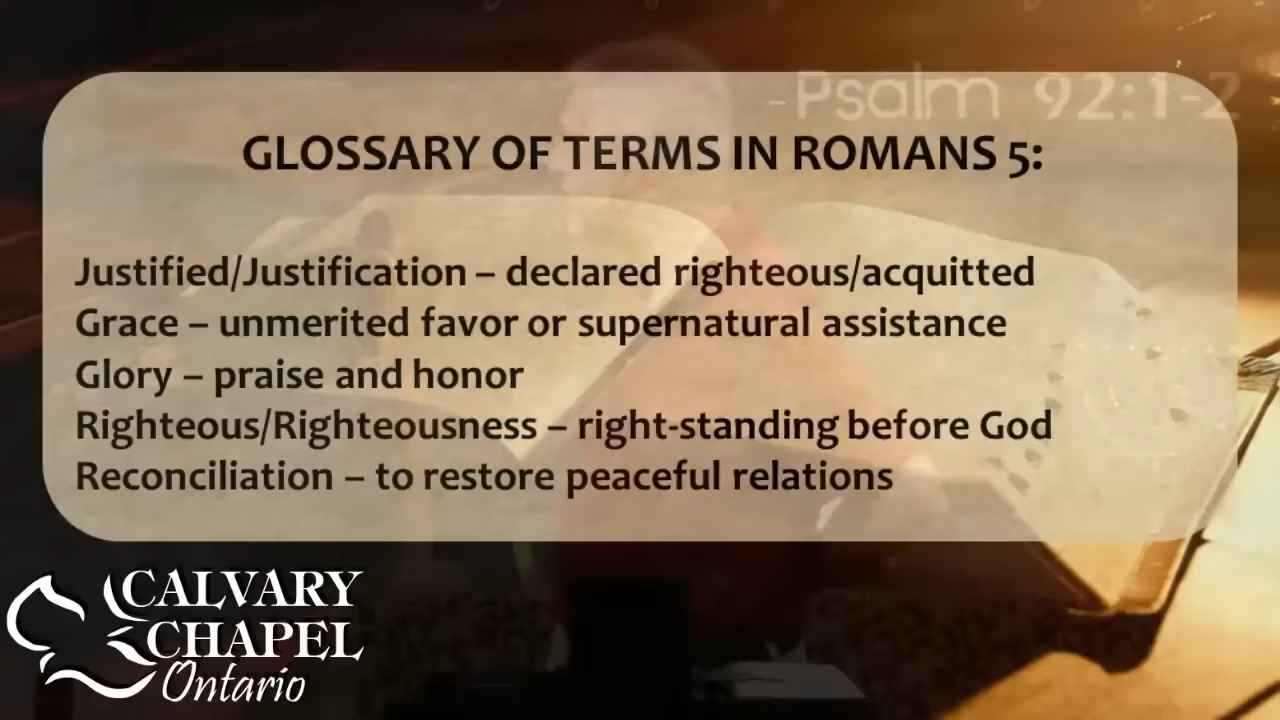 - Psalm 92:1-2
GLOSSARY OF TERMS IN ROMANS 5:
Justified/Justification – declared righteous/acquitted
Grace – unmerited favor or supernatural assistance
Glory – praise and honor
Righteous/Righteousness – right-standing before God
Reconciliation – to restore peaceful relations
CALVARY
CHAPEL
Ontario